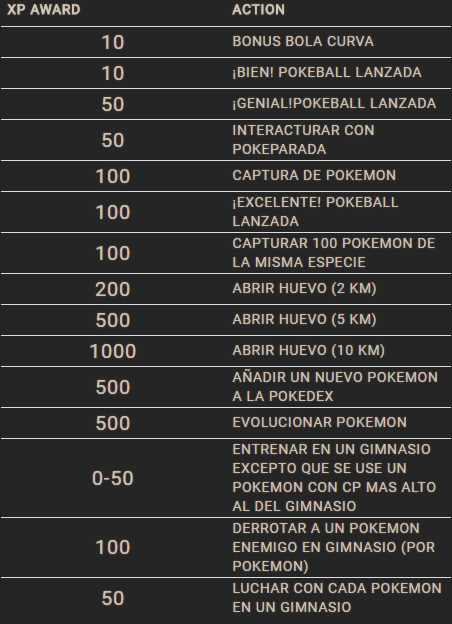 XP AWARD ACTION
10 BONUS BOLA CURVA
10 ¡BIEN! POKEBALL LANZADA
50 ¡GENIAL!POKEBALL LANZADA
50 INTERACTURAR CON
POKEPARADA
100 CAPTURA DE POKEMON
100 ¡EXCELENTE! POKEBALL
LANZADA
100 CAPTURAR 100 POKEMON DE
LA MISMA ESPECIE
200 ABRIR HUEVO (2 KM)
500 ABRIR HUEVO (5 KM)
1000 ABRIR HUEVO (10 KM)
500 AÑADIR UN NUEVO POKEMON
A LA POKEDEX
500 EVOLUCIONAR POKEMON
0-50 ENTRENAR EN UN GIMNASIO
EXCEPTO QUE SE USE UN
POKEMON CON CP MAS ALTO
AL DEL GIMNASIO
100 DERROTAR A UN POKEMON
ENEMIGO EN GIMNASIO (POR
POKEMON)
50 LUCHAR CON CADA POKEMON
EN UN GIMNASIO